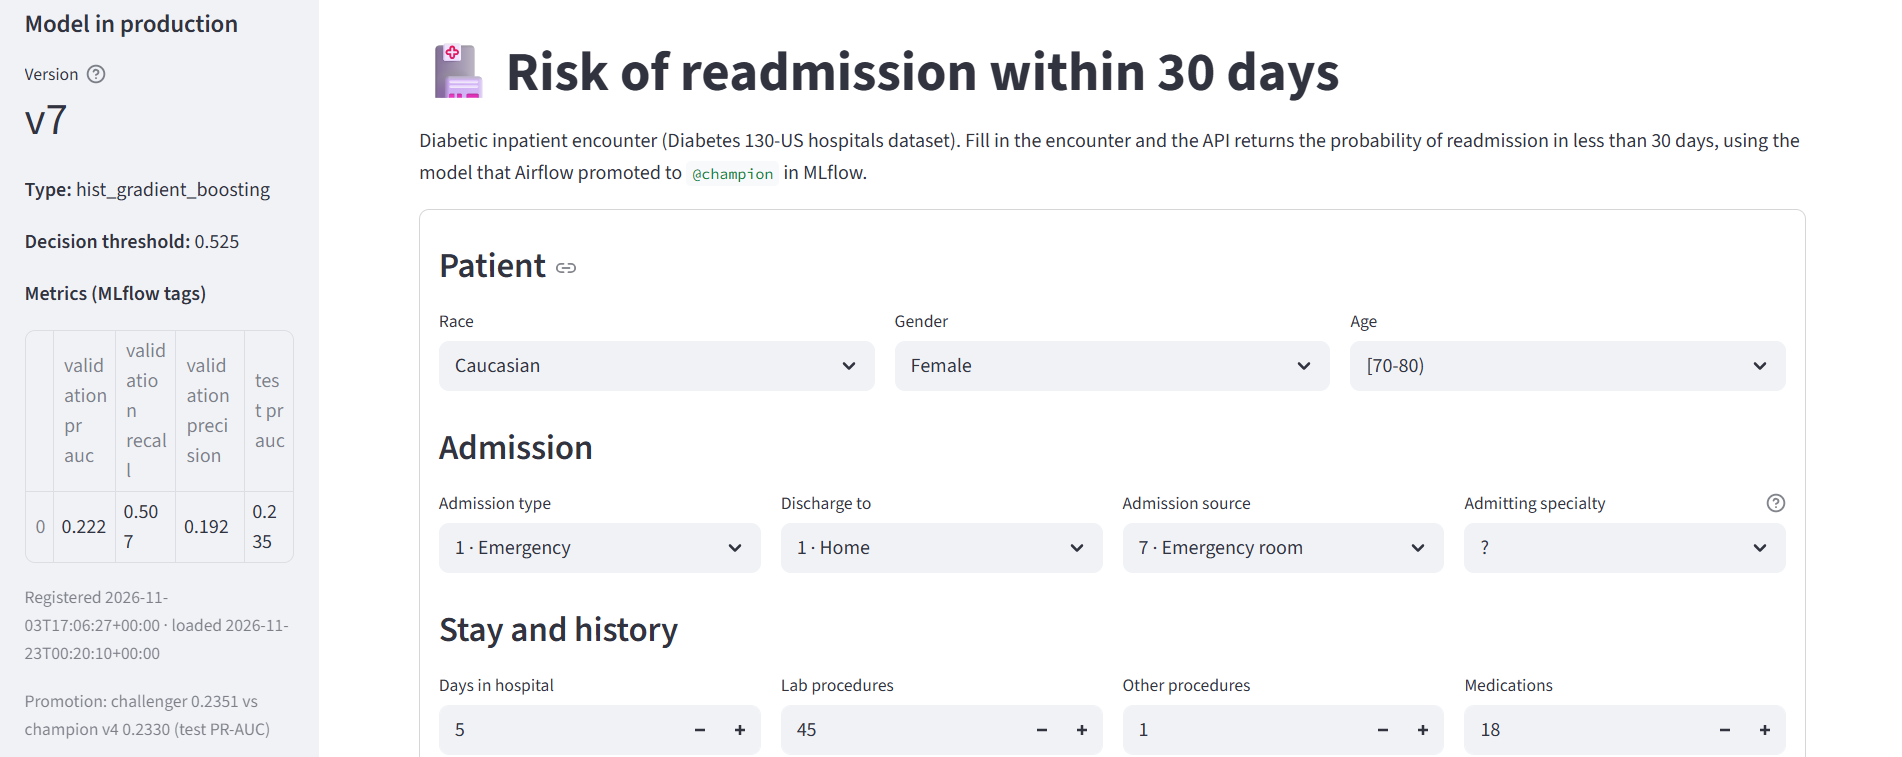 Model in production
Version
v7
Type: hist_gradient_boosting
Decision threshold: 0.525
Metrics (MLflow tags)
valid
ation
pr
auc
valid
atio
n
recal
l
valid
ation
preci
sion
tes
t pr
auc
0
0.222
0.50
7
0.192
0.2
35
Registered 2026-11-
03T17:06:27+00:00 · loaded 2026-11-
23T00:20:10+00:00
Promotion: challenger 0.2351 vs
champion v4 0.2330 (test PR-AUC)
Risk of readmission within 30 days
Diabetic inpatient encounter (Diabetes 130-US hospitals dataset). Fill in the encounter and the API returns the probability of readmission in less than 30 days, using the
model that Airflow promoted to @champion in MLflow.
Patient
Race
Gender
Age
Caucasian
Female
[70-80)
Admission
Admission type
Discharge to
Admission source
Admitting specialty
1 · Emergency
1 · Home
7 · Emergency room
?
Stay and history
Days in hospital
Lab procedures
Other procedures
Medications
5
45
1
18